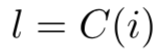 l = C(i)